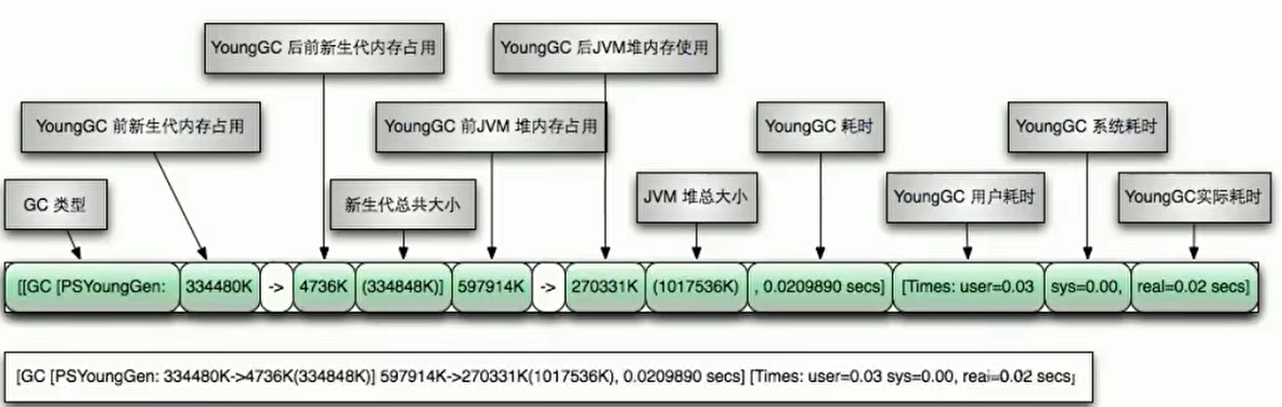 YoungGC 后前新生代内存占用
YoungGC 后JVM堆内存使用
YoungGC 前新生代内存占用
YoungGC 前JVM 堆内存占用
YoungGC 耗时
YoungGC 系统耗时
GC 类型
新生代总共大小
JVM 堆总大小
YoungGC 用户耗时
YoungGC实际耗时
[[GC [PSYoungGen: 334480K -> 4736K (334848K)] 597914K -> 270331K (1017536K) , 0.0209890 secs] [Times: user=0.03 sys=0.00, real=0.02 secs]
[GC [PSYoungGen: 334480K->4736K(334848K)] 597914K->270331K(1017536K), 0.0209890 secs] [Times: user=0.03 sys=0.00, real=0.02 secs]